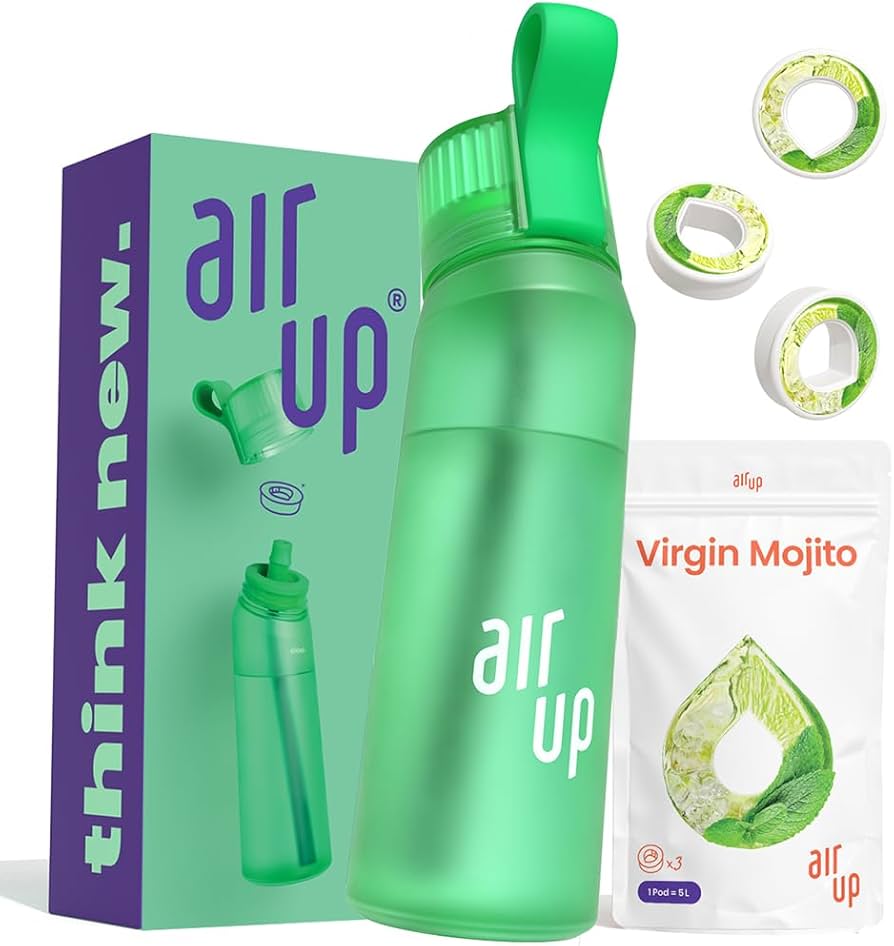 think new.
air
up®
air
up
air up
Virgin Mojito
x3
1 Pod = 5 L
air
up